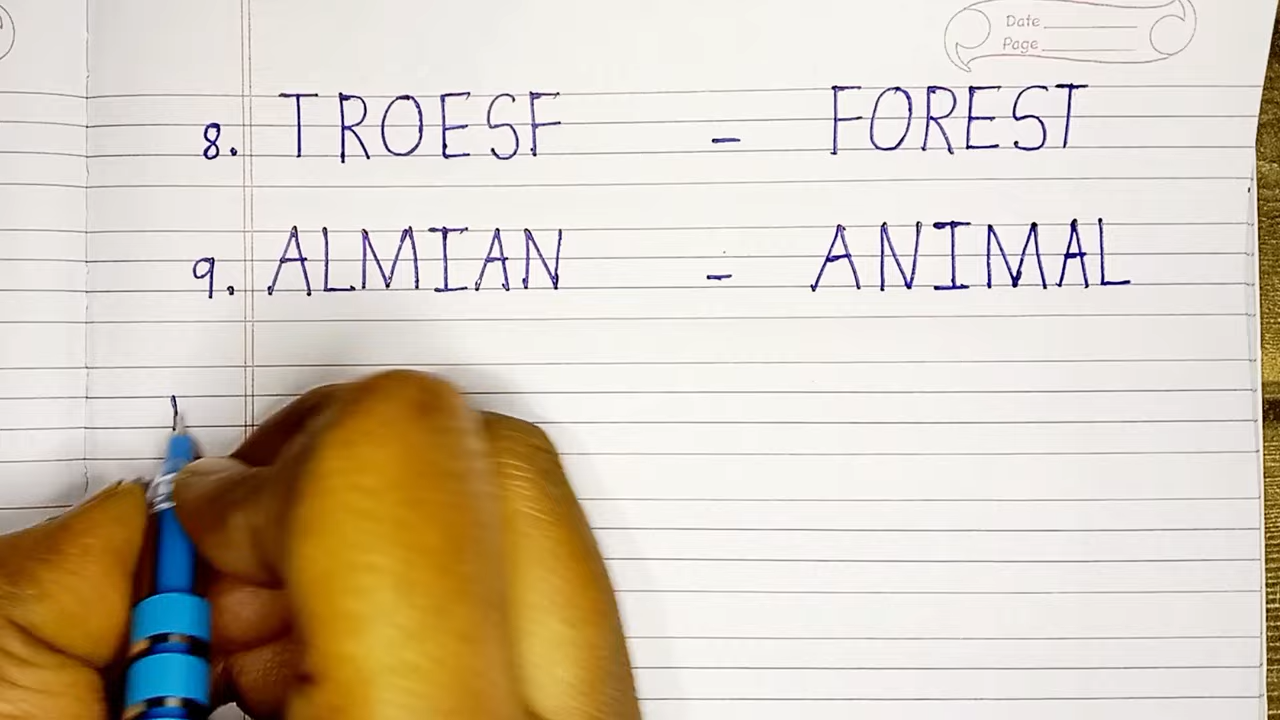 Date
Page
8. TROESF - FOREST
9. ALMIAN - ANIMAL